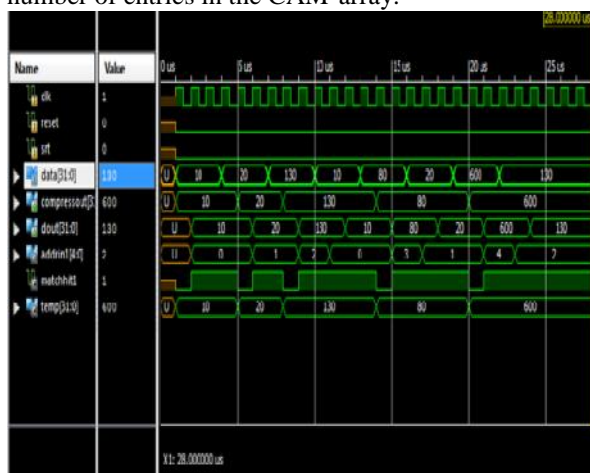 number of entries in the CAM array.
28.000000 us
Name Value 0 us 5 us 10 us 15 us 20 us 25 us
clk 1
reset 0
srt 0
data[31:0] 130 U 10 20 130 10 80 20 600 130
compressout[3 600 U 10 20 130 80 600
dout[31:0] 130 U 10 20 130 10 80 20 600 130
addrin1[4:0] 2 U 0 1 2 0 3 1 4 2
matchhit1 1
temp[31:0] 600 U 10 20 130 80 600
X1: 28.000000 us